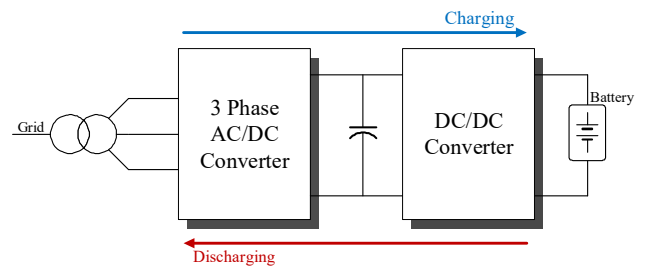 Charging
Grid
3 Phase
AC/DC
Converter
DC/DC
Converter
Battery
Discharging